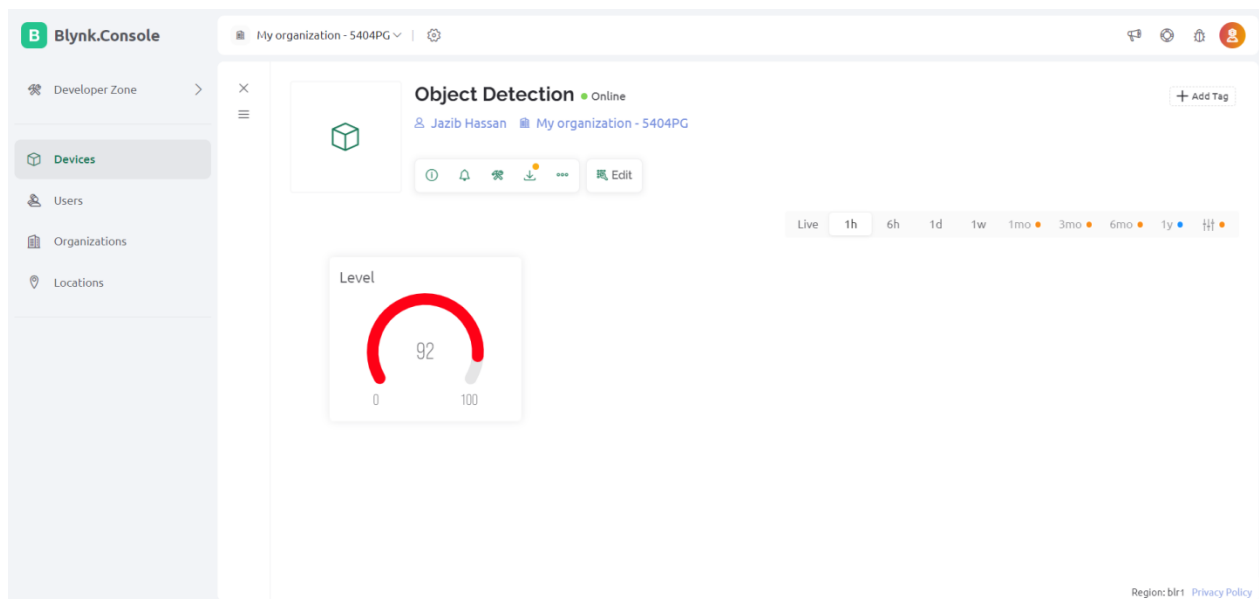 B Blynk.Console
My organization - 5404PG
Developer Zone
Devices
Users
Organizations
Locations
Object Detection Online
Jazib Hassan My organization - 5404PG
Edit
+ Add Tag
Live 1h 6h 1d 1w 1mo 3mo 6mo 1y
Level
92
0 100
Region: blr1 Privacy Policy